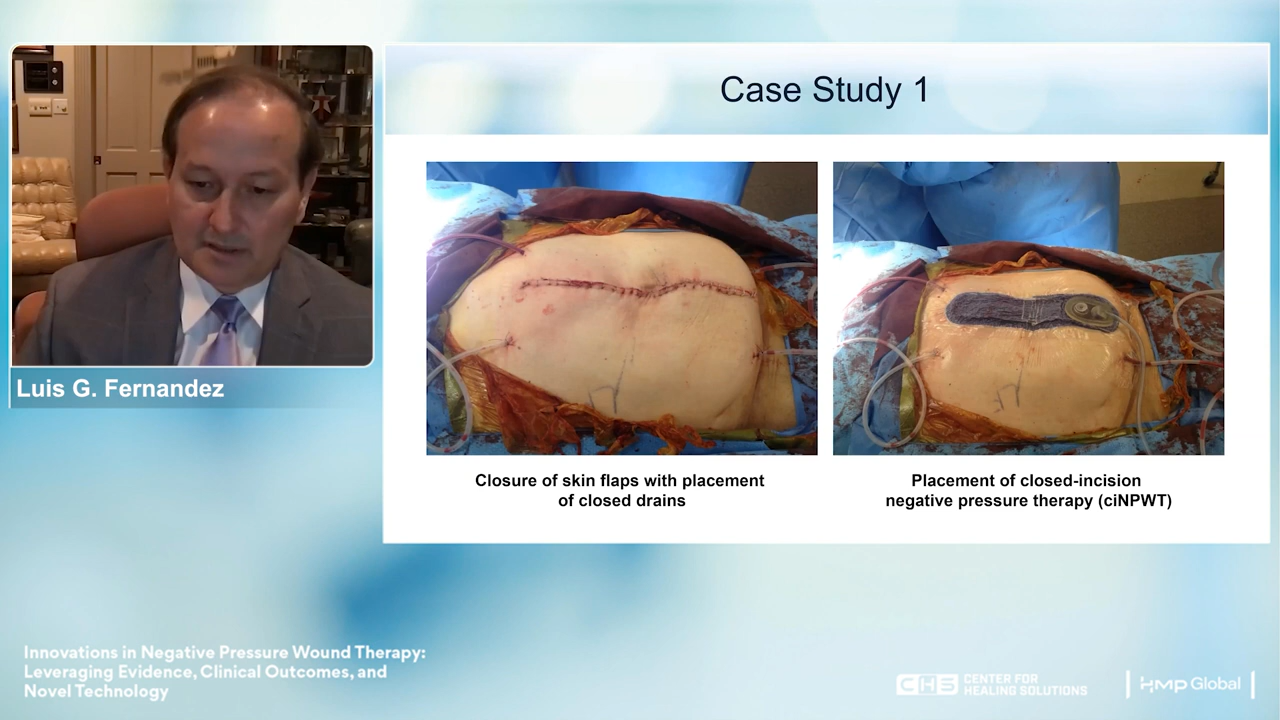 Case Study 1
Luis G. Fernandez
Closure of skin flaps with placement
of closed drains
Placement of closed-incision
negative pressure therapy (ciNPWT)
Innovations in Negative Pressure Wound Therapy:
Leveraging Evidence, Clinical Outcomes, and
Novel Technology
CHS
CENTER FOR
HEALING SOLUTIONS
HMP Global